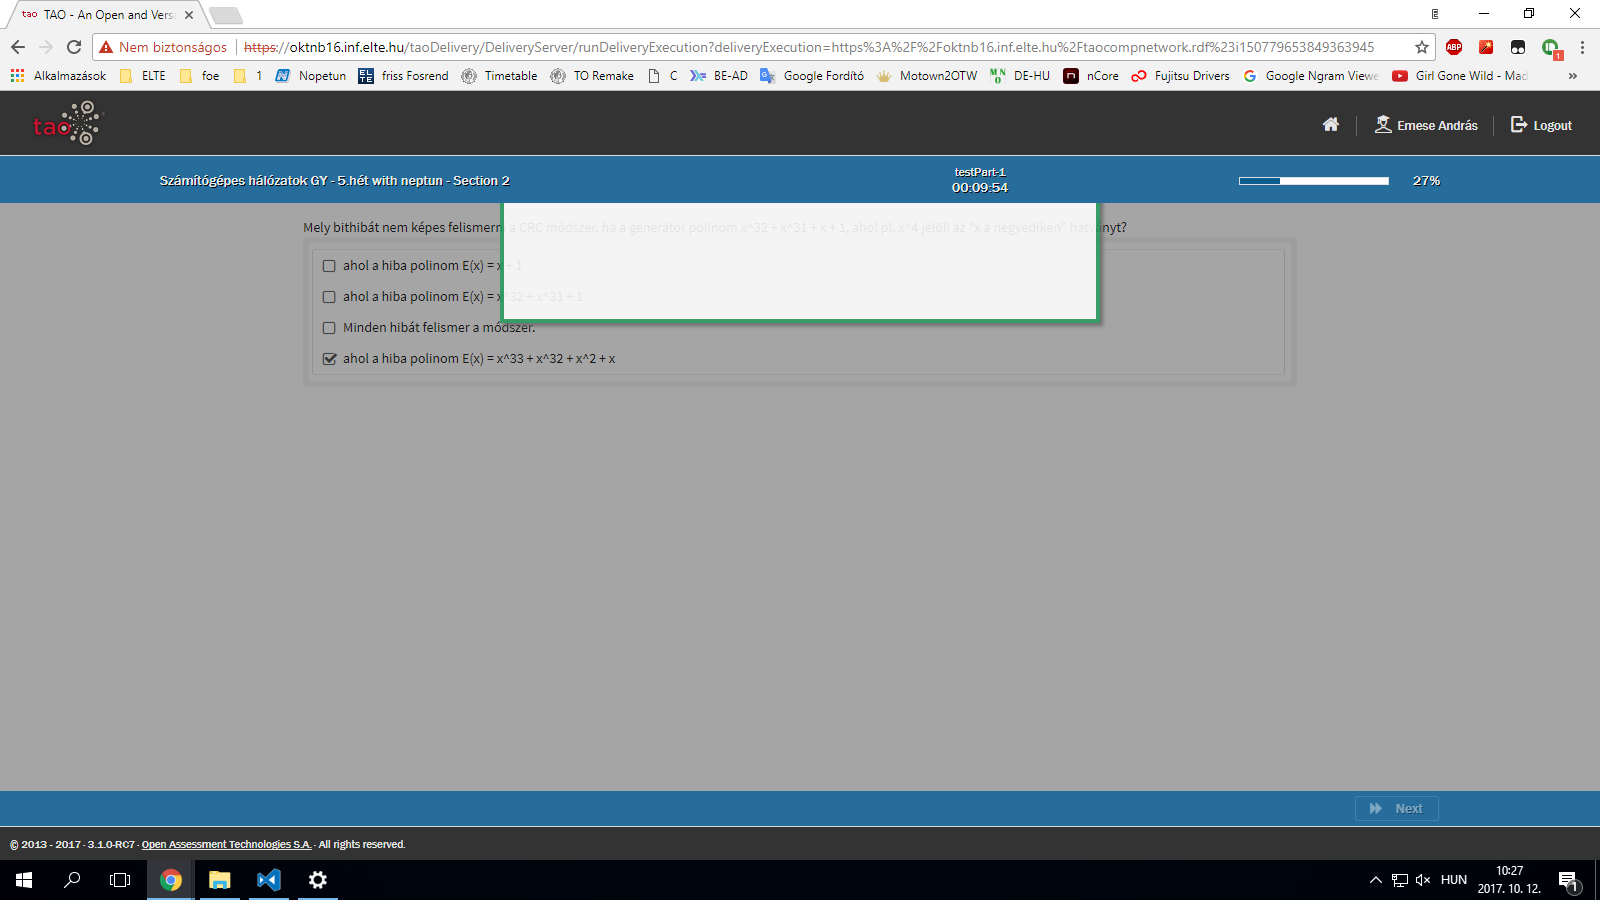 tao TAO - An Open and Versa
Nem biztonságos https://oktnb16.inf.elte.hu/taoDelivery/DeliveryServer/runDeliveryExecution?deliveryExecution=https%3A%2F%2Foktnb16.inf.elte.hu%2Ftaocompnetwork.rdf%23i150779653849363945 ABP 1
Alkalmazások ELTE foe 1 Nopetun friss Fosrend Timetable TO Remake C BE-AD Google Fordító Motown2OTW DE-HU nCore Fujitsu Drivers Google Ngram Viewe Girl Gone Wild - Mad »
tao Emese András Logout
Számítógépes hálózatok GY - 5.hét with neptun - Section 2 testPart-1 00:09:54 27%
Mely bithibát nem képes felismerni a CRC módszer, ha a generátor polinom x^32 + x^31 + x + 1, ahol pl. x^4 jelöli az "x a negyediken" hatványt?
ahol a hiba polinom E(x) = x + 1
ahol a hiba polinom E(x) = x^32 + x^31 + 1
Minden hibát felismer a módszer.
ahol a hiba polinom E(x) = x^33 + x^32 + x^2 + x
Next
© 2013 - 2017 · 3.1.0-RC7 · Open Assessment Technologies S.A. · All rights reserved.
HUN 10:27 2017. 10. 12. 1